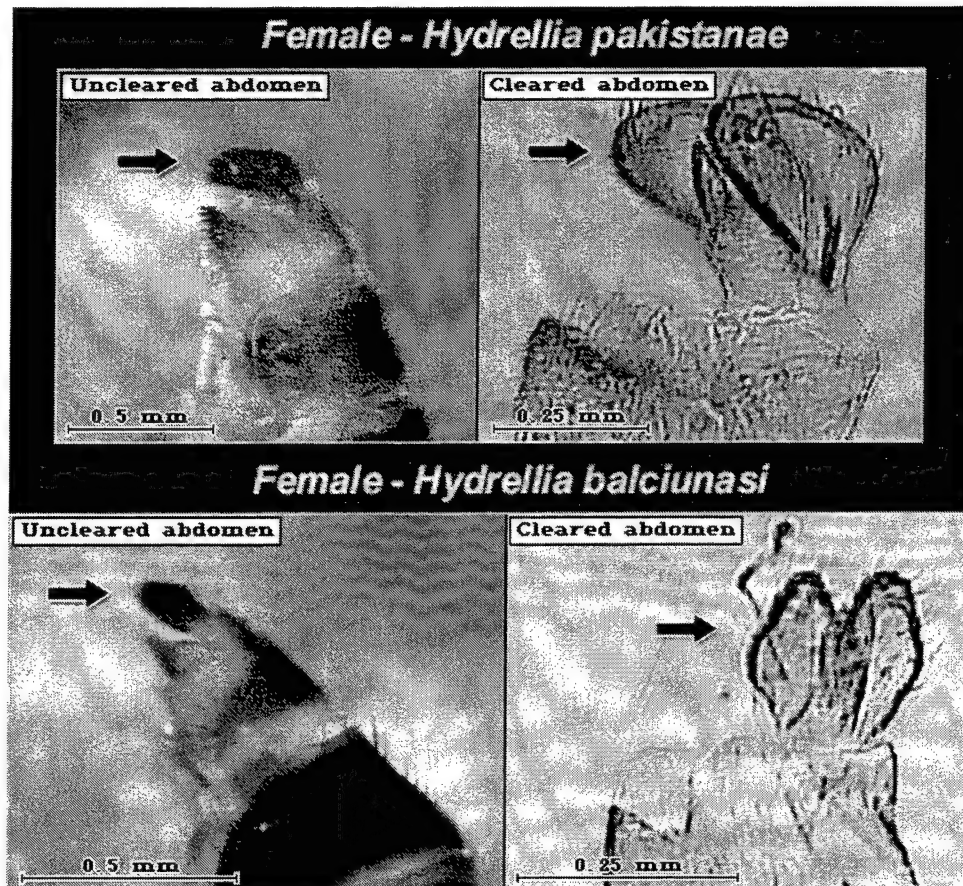 Female - Hydrellia pakistanae
Uncleared abdomen
Cleared abdomen
0.5 mm
0.25 mm
Female - Hydrellia balciunasi
Uncleared abdomen
Cleared abdomen
0.5 mm
0.25 mm